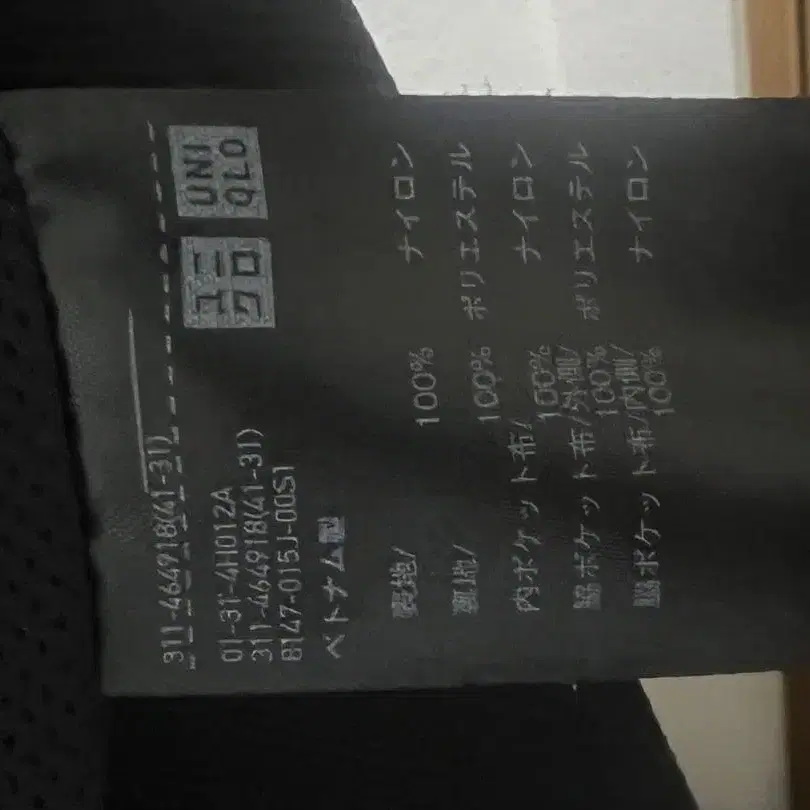 311-464918(41-31)
ユニ
クロ
UNI
QLO
01-31-4H012A
311-464918(41-31)
8147-015J-00S1
ベトナム製
表地/ 100% ナイロン
裏地/ 100% ポリエステル
内ポケット布/
100% ナイロン
脇ポケット布/外側/
100% ポリエステル
脇ポケット布/内側/
100% ナイロン